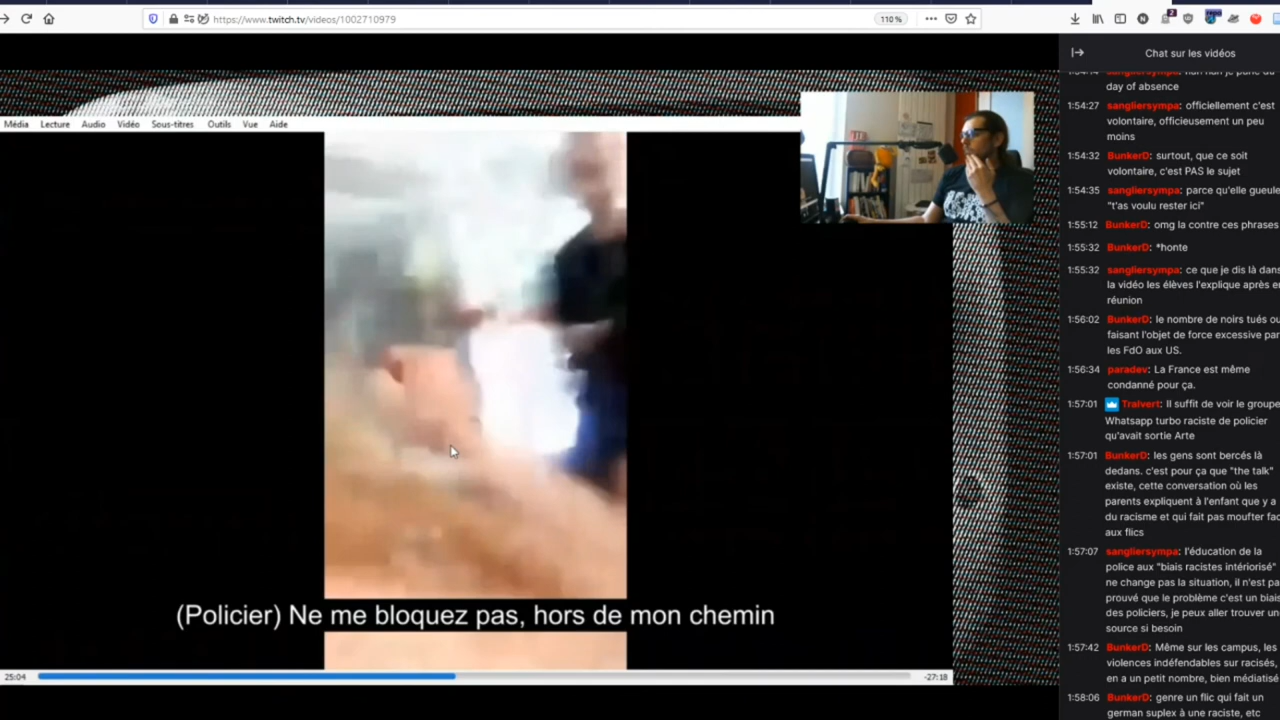 https://www.twitch.tv/videos/1002710979
110%
Chat sur les vidéos
Média Lecture Audio Vidéo Sous-titres Outils Vue Aide
day of absence
1:54:27 sangliersympa: officiellement c'est
volontaire, officieusement un peu
moins
1:54:32 BunkerD: surtout, que ce soit
volontaire, c'est PAS le sujet
1:54:35 sangliersympa: parce qu'elle gueule
"t'as voulu rester ici"
1:55:12 BunkerD: omg la contre ces phrases
1:55:32 BunkerD: *honte
1:55:32 sangliersympa: ce que je dis là dans
la vidéo les élèves l'explique après en
réunion
1:56:02 BunkerD: le nombre de noirs tués ou
faisant l'objet de force excessive par
les FdO aux US.
1:56:34 paradev: La France est même
condanné pour ça.
1:57:01 Tralvert: Il suffit de voir le groupe
Whatsapp turbo raciste de policier
qu'avait sortie Arte
1:57:01 BunkerD: les gens sont bercés là
dedans. c'est pour ça que "the talk"
existe, cette conversation où les
parents expliquent à l'enfant que y a
du racisme et qui fait pas moufter fac
aux flics
1:57:07 sangliersympa: l'éducation de la
police aux "biais racistes intériorisé"
ne change pas la situation, il n'est pa
prouvé que le problème c'est un biais
des policiers, je peux aller trouver un
source si besoin
1:57:42 BunkerD: Même sur les campus, les
violences indéfendables sur racisés,
en a un petit nombre, bien médiatisé
1:58:06 BunkerD: genre un flic qui fait un
german suplex à une raciste, etc
(Policier) Ne me bloquez pas, hors de mon chemin
25:04
-27:18